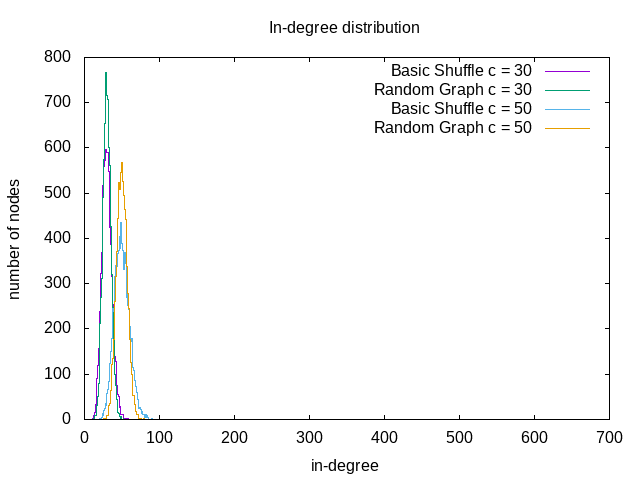 In-degree distribution
800
700
600
500
400
300
200
100
0
number of nodes
Basic Shuffle c = 30
Random Graph c = 30
Basic Shuffle c = 50
Random Graph c = 50
0 100 200 300 400 500 600 700
in-degree